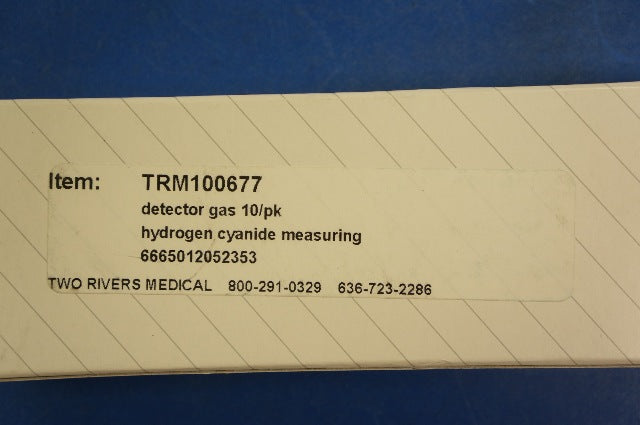 Item: TRM100677
detector gas 10/pk
hydrogen cyanide measuring
6665012052353
TWO RIVERS MEDICAL 800-291-0329 636-723-2286